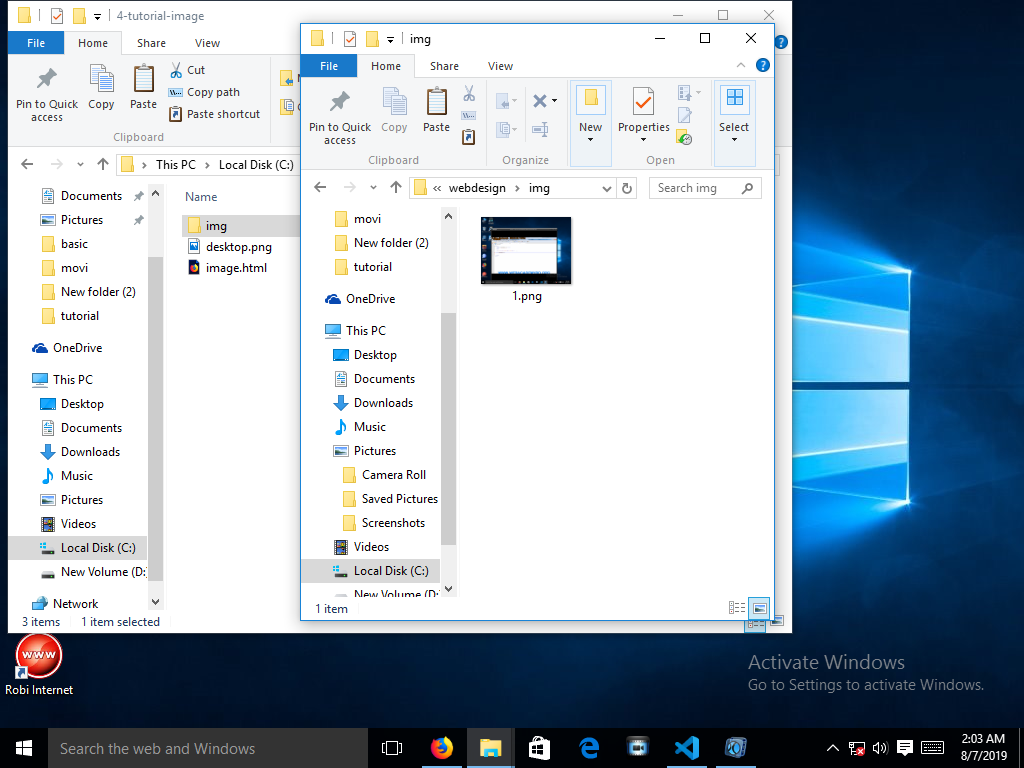 4-tutorial-image
File Home Share View
Pin to Quick access
Copy
Paste
Cut
Copy path
Paste shortcut
Clipboard
This PC > Local Disk (C:)
Documents
Pictures
basic
movi
New folder (2)
tutorial
OneDrive
This PC
Desktop
Documents
Downloads
Music
Pictures
Videos
Local Disk (C:)
New Volume (D:
Network
3 items 1 item selected
Name
img
desktop.png
image.html
img
File Home Share View
Pin to Quick access
Copy
Paste
Clipboard
Organize
New
Properties
Open
Select
« webdesign > img
Search img
movi
New folder (2)
tutorial
OneDrive
This PC
Desktop
Documents
Downloads
Music
Pictures
Camera Roll
Saved Pictures
Screenshots
Videos
Local Disk (C:)
New Volume (D:
1 item
1.png
www
Robi Internet
Activate Windows
Go to Settings to activate Windows.
Search the web and Windows
2:03 AM
8/7/2019